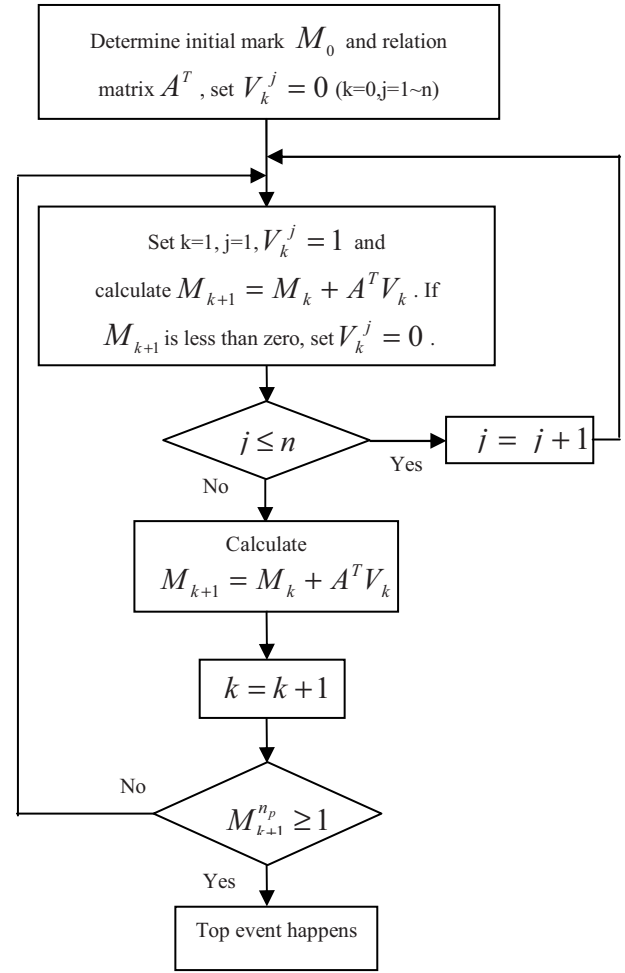 Determine initial mark M_0 and relation
matrix A^T , set V_k^j = 0 (k=0,j=1~n)
Set k=1, j=1, V_k^j = 1 and
calculate M_{k+1} = M_k + A^T V_k . If
M_{k+1} is less than zero, set V_k^j = 0 .
j ≤ n
Yes
j = j + 1
No
Calculate
M_{k+1} = M_k + A^T V_k
k = k + 1
No
M_{k+1}^{n_p} ≥ 1
Yes
Top event happens